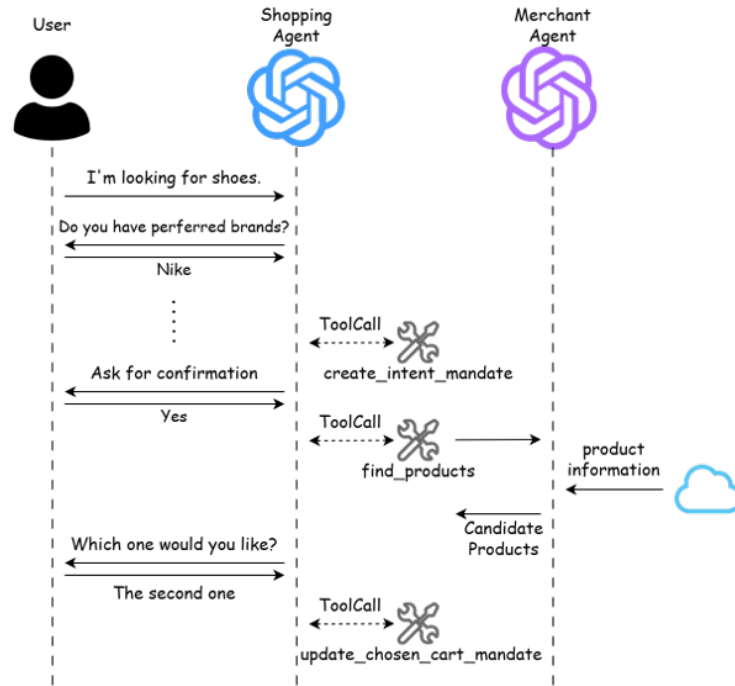 User
Shopping
Agent
Merchant
Agent
I'm looking for shoes.
Do you have perferred brands?
Nike
ToolCall
create_intent_mandate
Ask for confirmation
Yes
ToolCall
find_products
product
information
Candidate
Products
Which one would you like?
The second one
ToolCall
update_chosen_cart_mandate